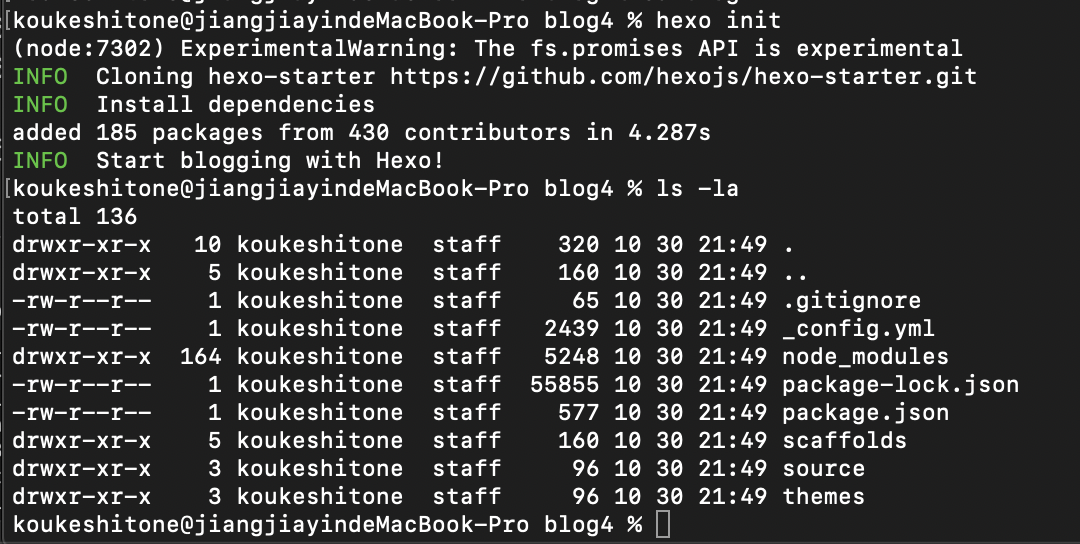 [koukeshitone@jiangjiayindeMacBook-Pro blog4 % hexo init
(node:7302) ExperimentalWarning: The fs.promises API is experimental
INFO  Cloning hexo-starter https://github.com/hexojs/hexo-starter.git
INFO  Install dependencies
added 185 packages from 430 contributors in 4.287s
INFO  Start blogging with Hexo!
[koukeshitone@jiangjiayindeMacBook-Pro blog4 % ls -la
total 136
drwxr-xr-x   10 koukeshitone  staff    320 10 30 21:49 .
drwxr-xr-x    5 koukeshitone  staff    160 10 30 21:49 ..
-rw-r--r--    1 koukeshitone  staff     65 10 30 21:49 .gitignore
-rw-r--r--    1 koukeshitone  staff   2439 10 30 21:49 _config.yml
drwxr-xr-x  164 koukeshitone  staff   5248 10 30 21:49 node_modules
-rw-r--r--    1 koukeshitone  staff  55855 10 30 21:49 package-lock.json
-rw-r--r--    1 koukeshitone  staff    577 10 30 21:49 package.json
drwxr-xr-x    5 koukeshitone  staff    160 10 30 21:49 scaffolds
drwxr-xr-x    3 koukeshitone  staff     96 10 30 21:49 source
drwxr-xr-x    3 koukeshitone  staff     96 10 30 21:49 themes
koukeshitone@jiangjiayindeMacBook-Pro blog4 %